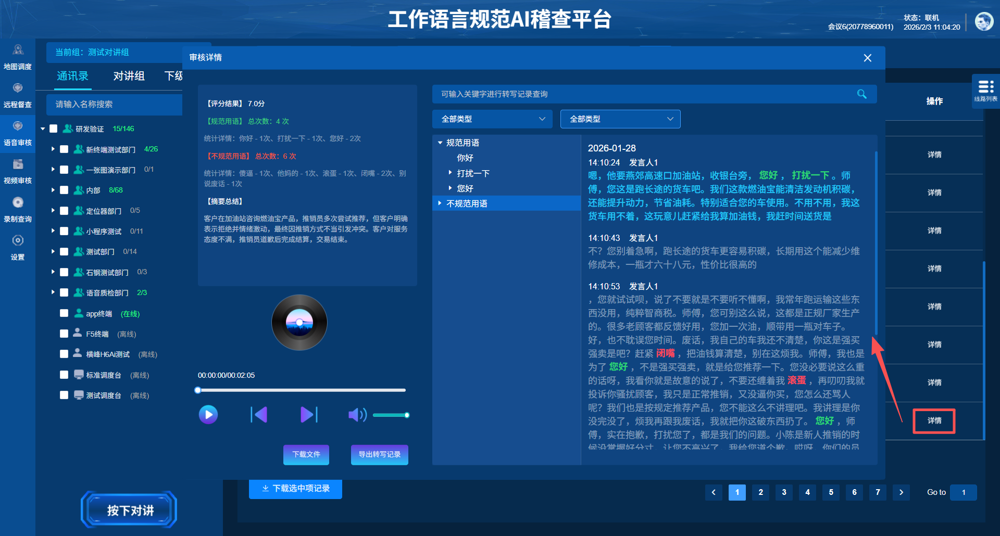 工作语言规范AI稽查平台
会议6(20778960011)
状态：联机
2026/2/3 11:04:20
地图调度
远程督查
语音审核
视频审核
录制查询
设置
当前组：测试对讲组
通讯录
对讲组
下级
请输入名称搜索
研发验证 15/146
新终端测试部门 4/26
一张图演示部门 0/1
内部 8/68
定位器部门 0/5
小程序测试 0/11
测试部门 0/14
石钢测试部门 0/3
语音质检部门 2/3
app终端 (在线)
F5终端 (离线)
横峰H6Ai测试 (离线)
标准调度台 (离线)
测试调度台 (离线)
按下对讲
审核详情
【评分结果】 7.0分
【规范用语】 总次数：4 次
统计详情：你好 - 1次、打扰一下 - 1次、您好 - 2次
【不规范用语】 总次数：6 次
统计详情：傻逼 - 1次、他妈的 - 1次、滚蛋 - 1次、闭嘴 - 2次、别
说废话 - 1次
【摘要总结】
客户在加油站咨询燃油宝产品，推销员多次尝试推荐，但客户明确
表示拒绝并情绪激动，最终因推销方式不当引发冲突。客户对服务
态度不满，推销员道歉后完成结算，交易结束。
00:00:00/00:02:05
下载文件
导出转写记录
可输入关键字进行转写记录查询
全部类型
全部类型
规范用语
你好
打扰一下
您好
不规范用语
2026-01-28
14:10:24 发言人1
嗯，他要燕郊高速口加油站，收银台旁， 您好 ， 打扰一下 。师
傅，您这是跑长途的货车吧。我们这款燃油宝能清洁发动机积碳，
还能提升动力，节省油耗。特别适合您的车使用。不用不用，我这
货车用不着，这玩意儿赶紧给我算加油钱，我赶时间送货是
14:10:43 发言人1
不？您别着急啊，跑长途的货车更容易积碳，长期用这个能减少维
修成本，一瓶才六十八元，性价比很高的
14:10:53 发言人1
，您就试试呗，说了不要就是不要听不懂啊，我常年跑运输这些东
西没用，纯粹智商税。师傅，您可别这么说，这都是正规厂家生产
的。很多老顾客都反馈好用，您加一次油，顺带用一瓶对车子。
好，也不耽误您时间。废话，我自己的车我还不清楚，你这是强买
强卖是吧？赶紧 闭嘴 ，把油钱算清楚，别在这烦我。师傅，我也是
为了 您好 ，不是强买强卖，就是给您推荐一下。您没必要说这么重
的话呀，我看你就是故意的说了，不要还缠着我 滚蛋 ，再叨叨我就
投诉你骚扰顾客，我只是正常推销，又没逼你买，您怎么还骂人
呢？我们也是按规定推荐产品，您不能这么不讲理吧。我讲理是你
没完没了，烦我再跟我废话，我就把你这破东西扔了。 您好 ，师
傅，实在抱歉，打扰您了，都是我们的问题。小陈是新人推销的时
候没掌握好分寸，让您不高兴了，我给您道个歉。哎呀，你们的员
操作
线路列表
详情
详情
详情
详情
详情
详情
详情
详情
下载选中项记录
1 2 3 4 5 6 7 Go to 1